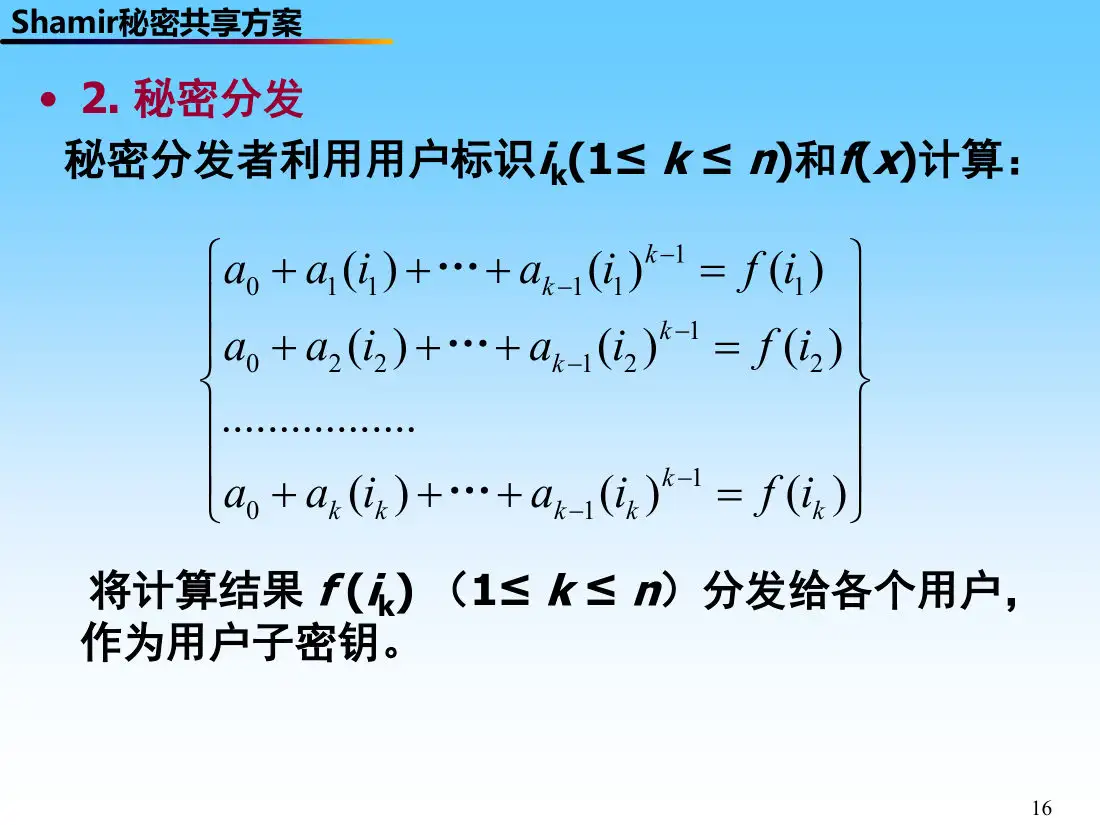 Shamir秘密共享方案
• 2. 秘密分发
秘密分发者利用用户标识iₖ(1≤ k ≤ n)和f(x)计算：
a₀ + a₁(i₁) + ⋯ + aₖ₋₁(i₁)ᵏ⁻¹ = f(i₁)
a₀ + a₂(i₂) + ⋯ + aₖ₋₁(i₂)ᵏ⁻¹ = f(i₂)
.................
a₀ + aₖ(iₖ) + ⋯ + aₖ₋₁(iₖ)ᵏ⁻¹ = f(iₖ)
将计算结果 f (iₖ) （1≤ k ≤ n）分发给各个用户，
作为用户子密钥。
16